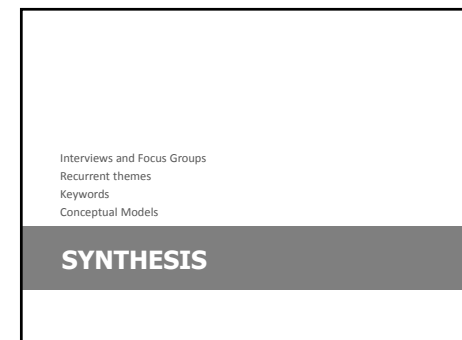 Interviews and Focus Groups
Recurrent themes
Keywords
Conceptual Models
SYNTHESIS